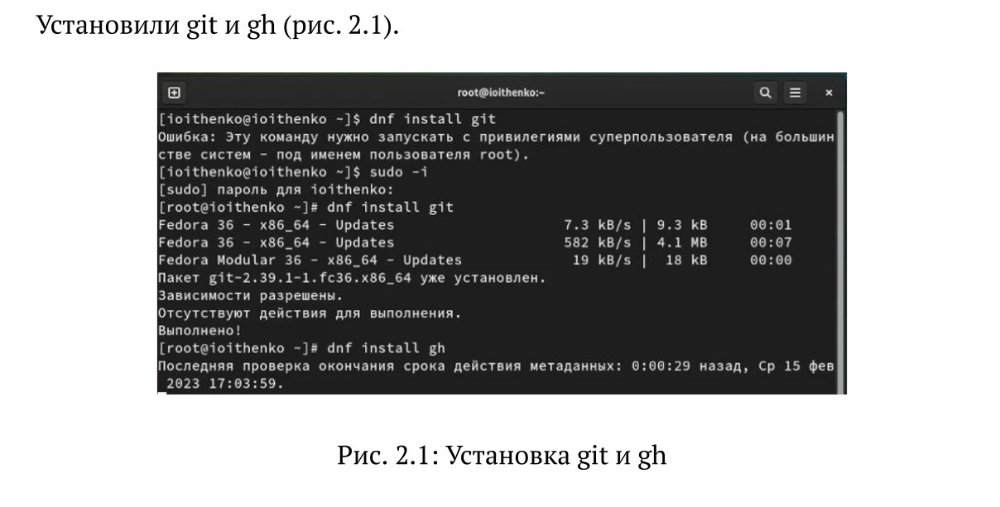 Установили git и gh (рис. 2.1).
root@ioithenko:~
[ioithenko@ioithenko ~]$ dnf install git
Ошибка: Эту команду нужно запускать с привилегиями суперпользователя (на большин
стве систем - под именем пользователя root).
[ioithenko@ioithenko ~]$ sudo -i
[sudo] пароль для ioithenko:
[root@ioithenko ~]# dnf install git
Fedora 36 - x86_64 - Updates 7.3 kB/s | 9.3 kB 00:01
Fedora 36 - x86_64 - Updates 582 kB/s | 4.1 MB 00:07
Fedora Modular 36 - x86_64 - Updates 19 kB/s | 18 kB 00:00
Пакет git-2.39.1-1.fc36.x86_64 уже установлен.
Зависимости разрешены.
Отсутствуют действия для выполнения.
Выполнено!
[root@ioithenko ~]# dnf install gh
Последняя проверка окончания срока действия метаданных: 0:00:29 назад, Ср 15 фев
2023 17:03:59.
Рис. 2.1: Установка git и gh